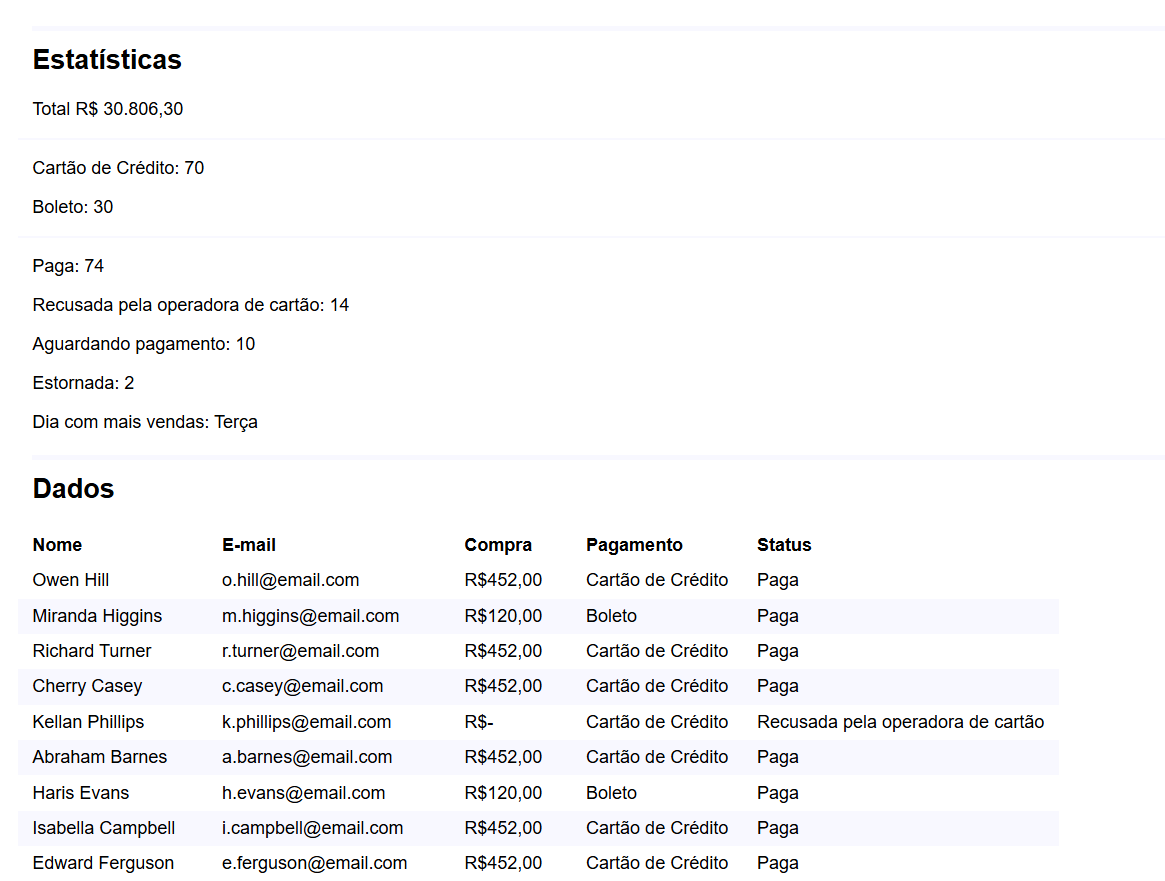 Estatísticas
Total R$ 30.806,30
Cartão de Crédito: 70
Boleto: 30
Paga: 74
Recusada pela operadora de cartão: 14
Aguardando pagamento: 10
Estornada: 2
Dia com mais vendas: Terça
Dados
Nome E-mail Compra Pagamento Status
Owen Hill o.hill@email.com R$452,00 Cartão de Crédito Paga
Miranda Higgins m.higgins@email.com R$120,00 Boleto Paga
Richard Turner r.turner@email.com R$452,00 Cartão de Crédito Paga
Cherry Casey c.casey@email.com R$452,00 Cartão de Crédito Paga
Kellan Phillips k.phillips@email.com R$- Cartão de Crédito Recusada pela operadora de cartão
Abraham Barnes a.barnes@email.com R$452,00 Cartão de Crédito Paga
Haris Evans h.evans@email.com R$120,00 Boleto Paga
Isabella Campbell i.campbell@email.com R$452,00 Cartão de Crédito Paga
Edward Ferguson e.ferguson@email.com R$452,00 Cartão de Crédito Paga